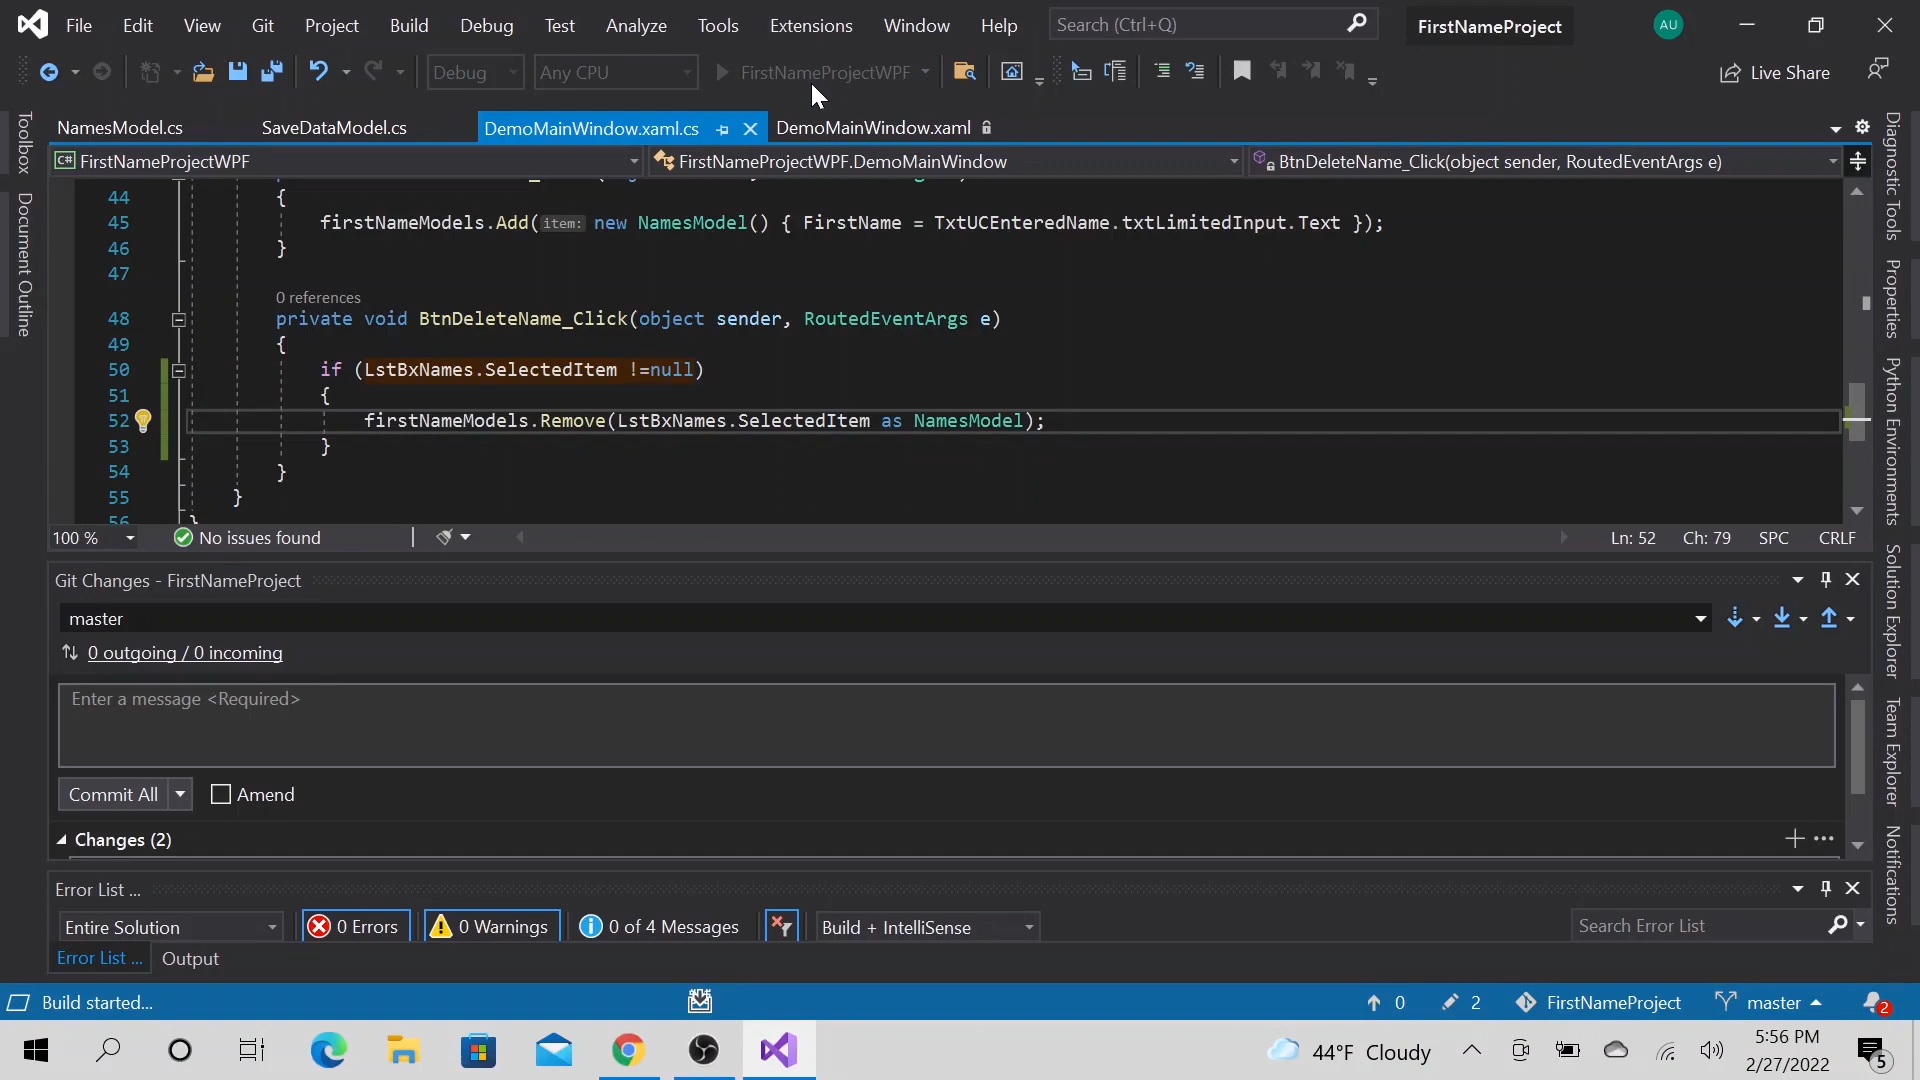 File Edit View Git Project Build Debug Test Analyze Tools Extensions Window Help Search (Ctrl+Q) FirstNameProject AU
Debug Any CPU FirstNameProjectWPF Live Share
NamesModel.cs SaveDataModel.cs DemoMainWindow.xaml.cs DemoMainWindow.xaml
C# FirstNameProjectWPF FirstNameProjectWPF.DemoMainWindow BtnDeleteName_Click(object sender, RoutedEventArgs e)
Toolbox
Document Outline
Diagnostic Tools
Properties
Python Environments
Solution Explorer
Team Explorer
Notifications
44 {
45 firstNameModels.Add(item: new NamesModel() { FirstName = TxtUCEnteredName.txtLimitedInput.Text });
46 }
47
0 references
48 private void BtnDeleteName_Click(object sender, RoutedEventArgs e)
49 {
50 if (LstBxNames.SelectedItem !=null)
51 {
52 firstNameModels.Remove(LstBxNames.SelectedItem as NamesModel);
53 }
54 }
55 }
56 }
100 % No issues found Ln: 52 Ch: 79 SPC CRLF
Git Changes - FirstNameProject
master
0 outgoing / 0 incoming
Enter a message <Required>
Commit All Amend
Changes (2)
Error List ...
Entire Solution 0 Errors 0 Warnings 0 of 4 Messages Build + IntelliSense Search Error List
Error List ... Output
Build started... 0 2 FirstNameProject master 2
44°F Cloudy 5:56 PM
2/27/2022 5